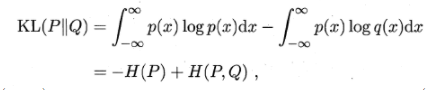 KL(P‖Q) = ∫_{-∞}^{∞} p(x) log p(x)dx − ∫_{-∞}^{∞} p(x) log q(x)dx
= −H(P) + H(P, Q) ,